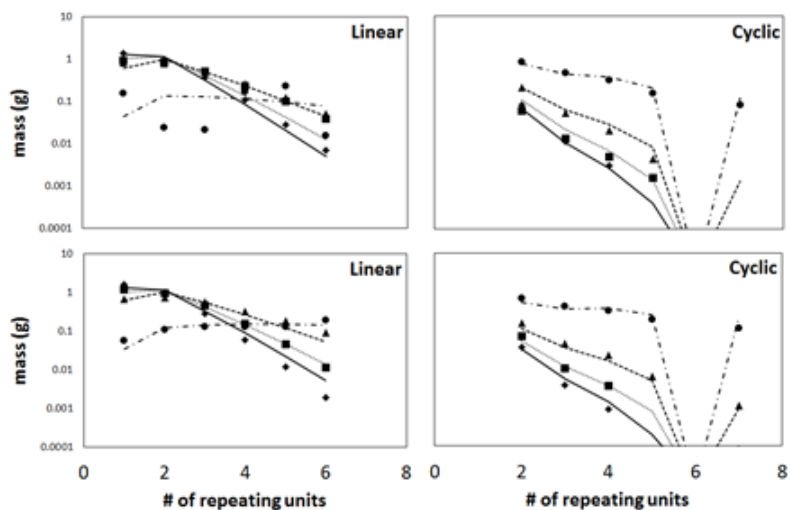 Linear
10
1
0.1
0.01
0.001
0.0001
mass (g)
Cyclic
Linear
10
1
0.1
0.01
0.001
0.0001
mass (g)
0 2 4 6 8
# of repeating units
Cyclic
0 2 4 6 8
# of repeating units